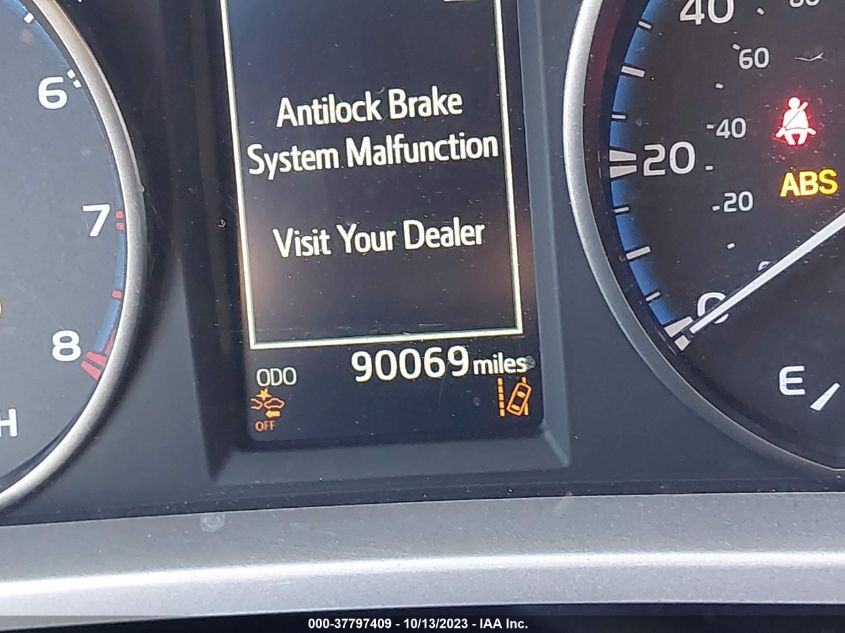 6
7
8
H
Antilock Brake
System Malfunction
Visit Your Dealer
ODO 90069 miles
OFF
40
60
40
20
20
0
ABS
E
000-37797409 - 10/13/2023 - IAA Inc.